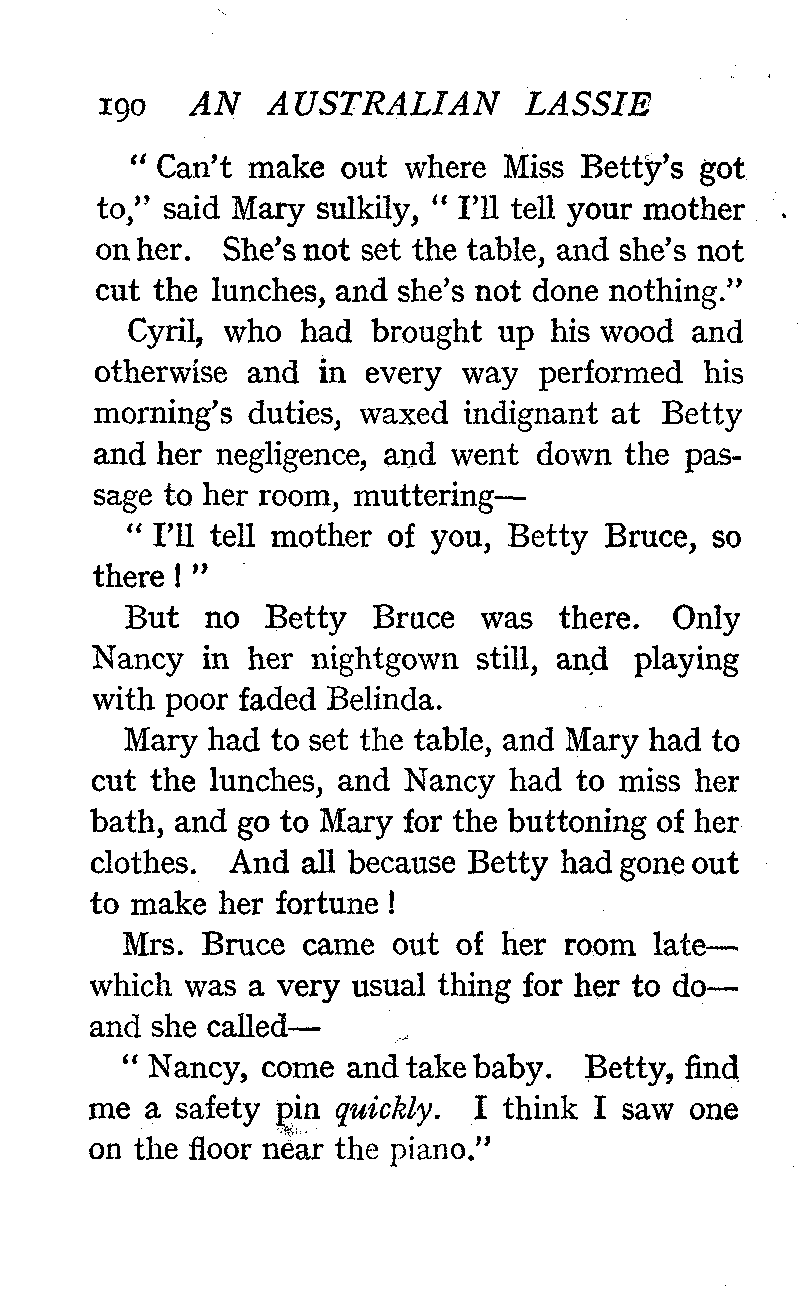 190 AN AUSTRALIAN LASSIE
" Can't make out where Miss Betty's got
to," said Mary sulkily, " I'll tell your mother
on her. She's not set the table, and she's not
cut the lunches, and she's not done nothing."
Cyril, who had brought up his wood and
otherwise and in every way performed his
morning's duties, waxed indignant at Betty
and her negligence, and went down the pas-
sage to her room, muttering—
" I'll tell mother of you, Betty Bruce, so
there ! "
But no Betty Bruce was there. Only
Nancy in her nightgown still, and playing
with poor faded Belinda.
Mary had to set the table, and Mary had to
cut the lunches, and Nancy had to miss her
bath, and go to Mary for the buttoning of her
clothes. And all because Betty had gone out
to make her fortune !
Mrs. Bruce came out of her room late—
which was a very usual thing for her to do—
and she called—
" Nancy, come and take baby. Betty, find
me a safety pin quickly. I think I saw one
on the floor near the piano."